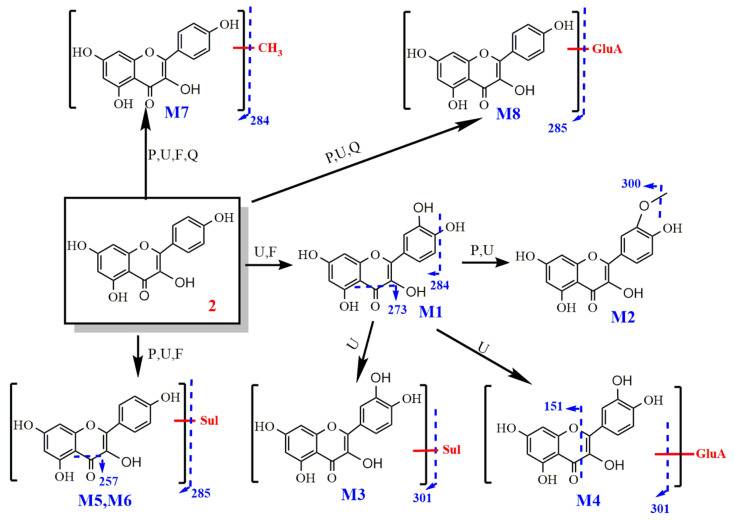 OH
HO
O
CH₃
OH
OH O
M7
284
OH
HO
O
GluA
OH
OH O
M8
285
P,U,F,Q
P,U,Q
OH
HO
O
OH
OH O
2
U,F
OH
OH
HO
O
OH
OH O
284
273
M1
P,U
300
O
OH
HO
O
OH
OH O
M2
P,U,F
U
U
OH
HO
O
Sul
OH
OH O
257
285
M5,M6
OH
OH
HO
O
Sul
OH
OH O
M3
301
OH
OH
151
HO
O
GluA
OH
OH O
M4
301